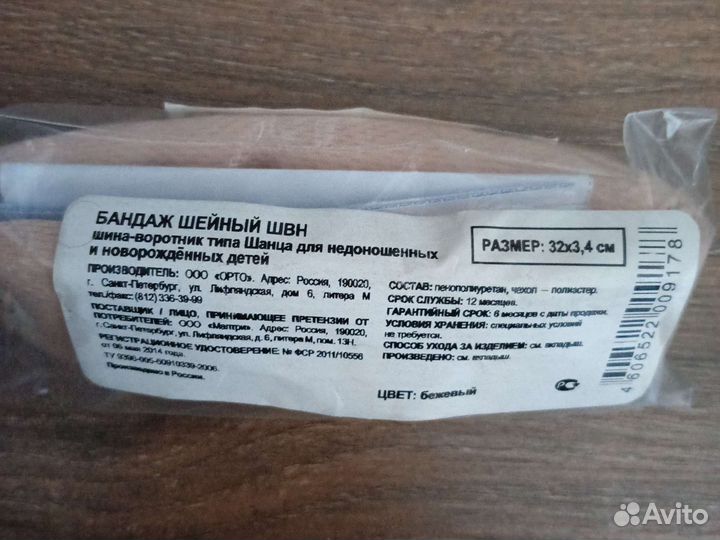 БАНДАЖ ШЕЙНЫЙ ШВН
шина-воротник типа Шанца для недоношенных
и новорождённых детей
ПРОИЗВОДИТЕЛЬ: ООО «ОРТО». Адрес: Россия, 190020,
г. Санкт-Петербург, ул. Лифляндская, дом 6, литера М
тел./факс: (812) 336-39-99
ПОСТАВЩИК / ЛИЦО, ПРИНИМАЮЩЕЕ ПРЕТЕНЗИИ ОТ
ПОТРЕБИТЕЛЕЙ: ООО «Малтри». Адрес: Россия, 190020,
г. Санкт-Петербург, ул. Лифляндская, д. 6, литера М, пом. 13Н.
РЕГИСТРАЦИОННОЕ УДОСТОВЕРЕНИЕ: № ФСР 2011/10556
от 06 мая 2014 года.
ТУ 9396-005-50910339-2006.
Произведено в России.
РАЗМЕР: 32х3,4 см
СОСТАВ: пенополиуретан, чехол — полиэстер.
СРОК СЛУЖБЫ: 12 месяцев.
ГАРАНТИЙНЫЙ СРОК: 6 месяцев с даты продажи.
УСЛОВИЯ ХРАНЕНИЯ: специальных условий
не требуется.
СПОСОБ УХОДА ЗА ИЗДЕЛИЕМ: см. вкладыш.
ПРОИЗВЕДЕНО: см. вкладыш.
ЦВЕТ: бежевый
4 606522 009178
Avito